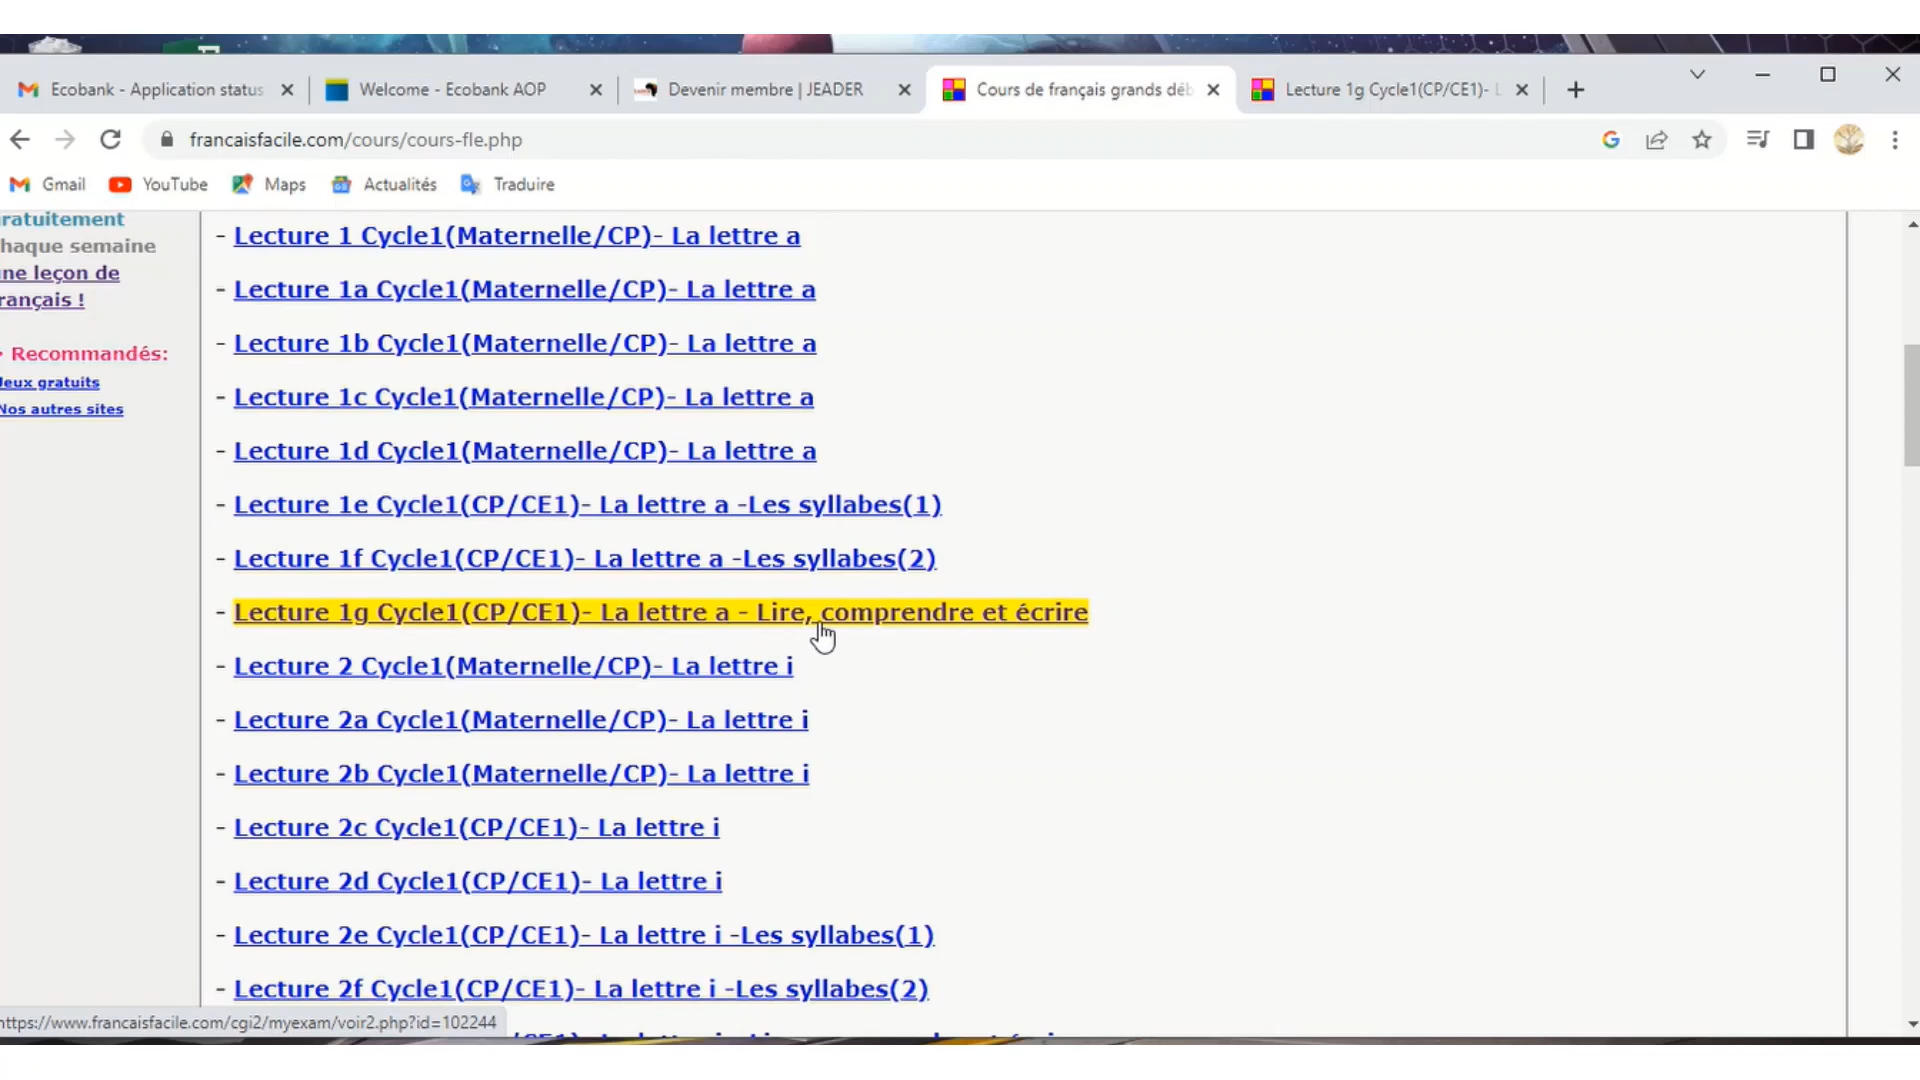 Ecobank - Application status
Welcome - Ecobank AOP
Devenir membre | JEADER
Cours de français grands déb
Lecture 1g Cycle1(CP/CE1)- L
francaisfacile.com/cours/cours-fle.php
Gmail
YouTube
Maps
Actualités
Traduire
ratuitement
haque semaine
ne leçon de
rançais !
Recommandés:
Jeux gratuits
Nos autres sites
- Lecture 1 Cycle1(Maternelle/CP)- La lettre a
- Lecture 1a Cycle1(Maternelle/CP)- La lettre a
- Lecture 1b Cycle1(Maternelle/CP)- La lettre a
- Lecture 1c Cycle1(Maternelle/CP)- La lettre a
- Lecture 1d Cycle1(Maternelle/CP)- La lettre a
- Lecture 1e Cycle1(CP/CE1)- La lettre a -Les syllabes(1)
- Lecture 1f Cycle1(CP/CE1)- La lettre a -Les syllabes(2)
- Lecture 1g Cycle1(CP/CE1)- La lettre a - Lire, comprendre et écrire
- Lecture 2 Cycle1(Maternelle/CP)- La lettre i
- Lecture 2a Cycle1(Maternelle/CP)- La lettre i
- Lecture 2b Cycle1(Maternelle/CP)- La lettre i
- Lecture 2c Cycle1(CP/CE1)- La lettre i
- Lecture 2d Cycle1(CP/CE1)- La lettre i
- Lecture 2e Cycle1(CP/CE1)- La lettre i -Les syllabes(1)
- Lecture 2f Cycle1(CP/CE1)- La lettre i -Les syllabes(2)
https://www.francaisfacile.com/cgi2/myexam/voir2.php?id=102244